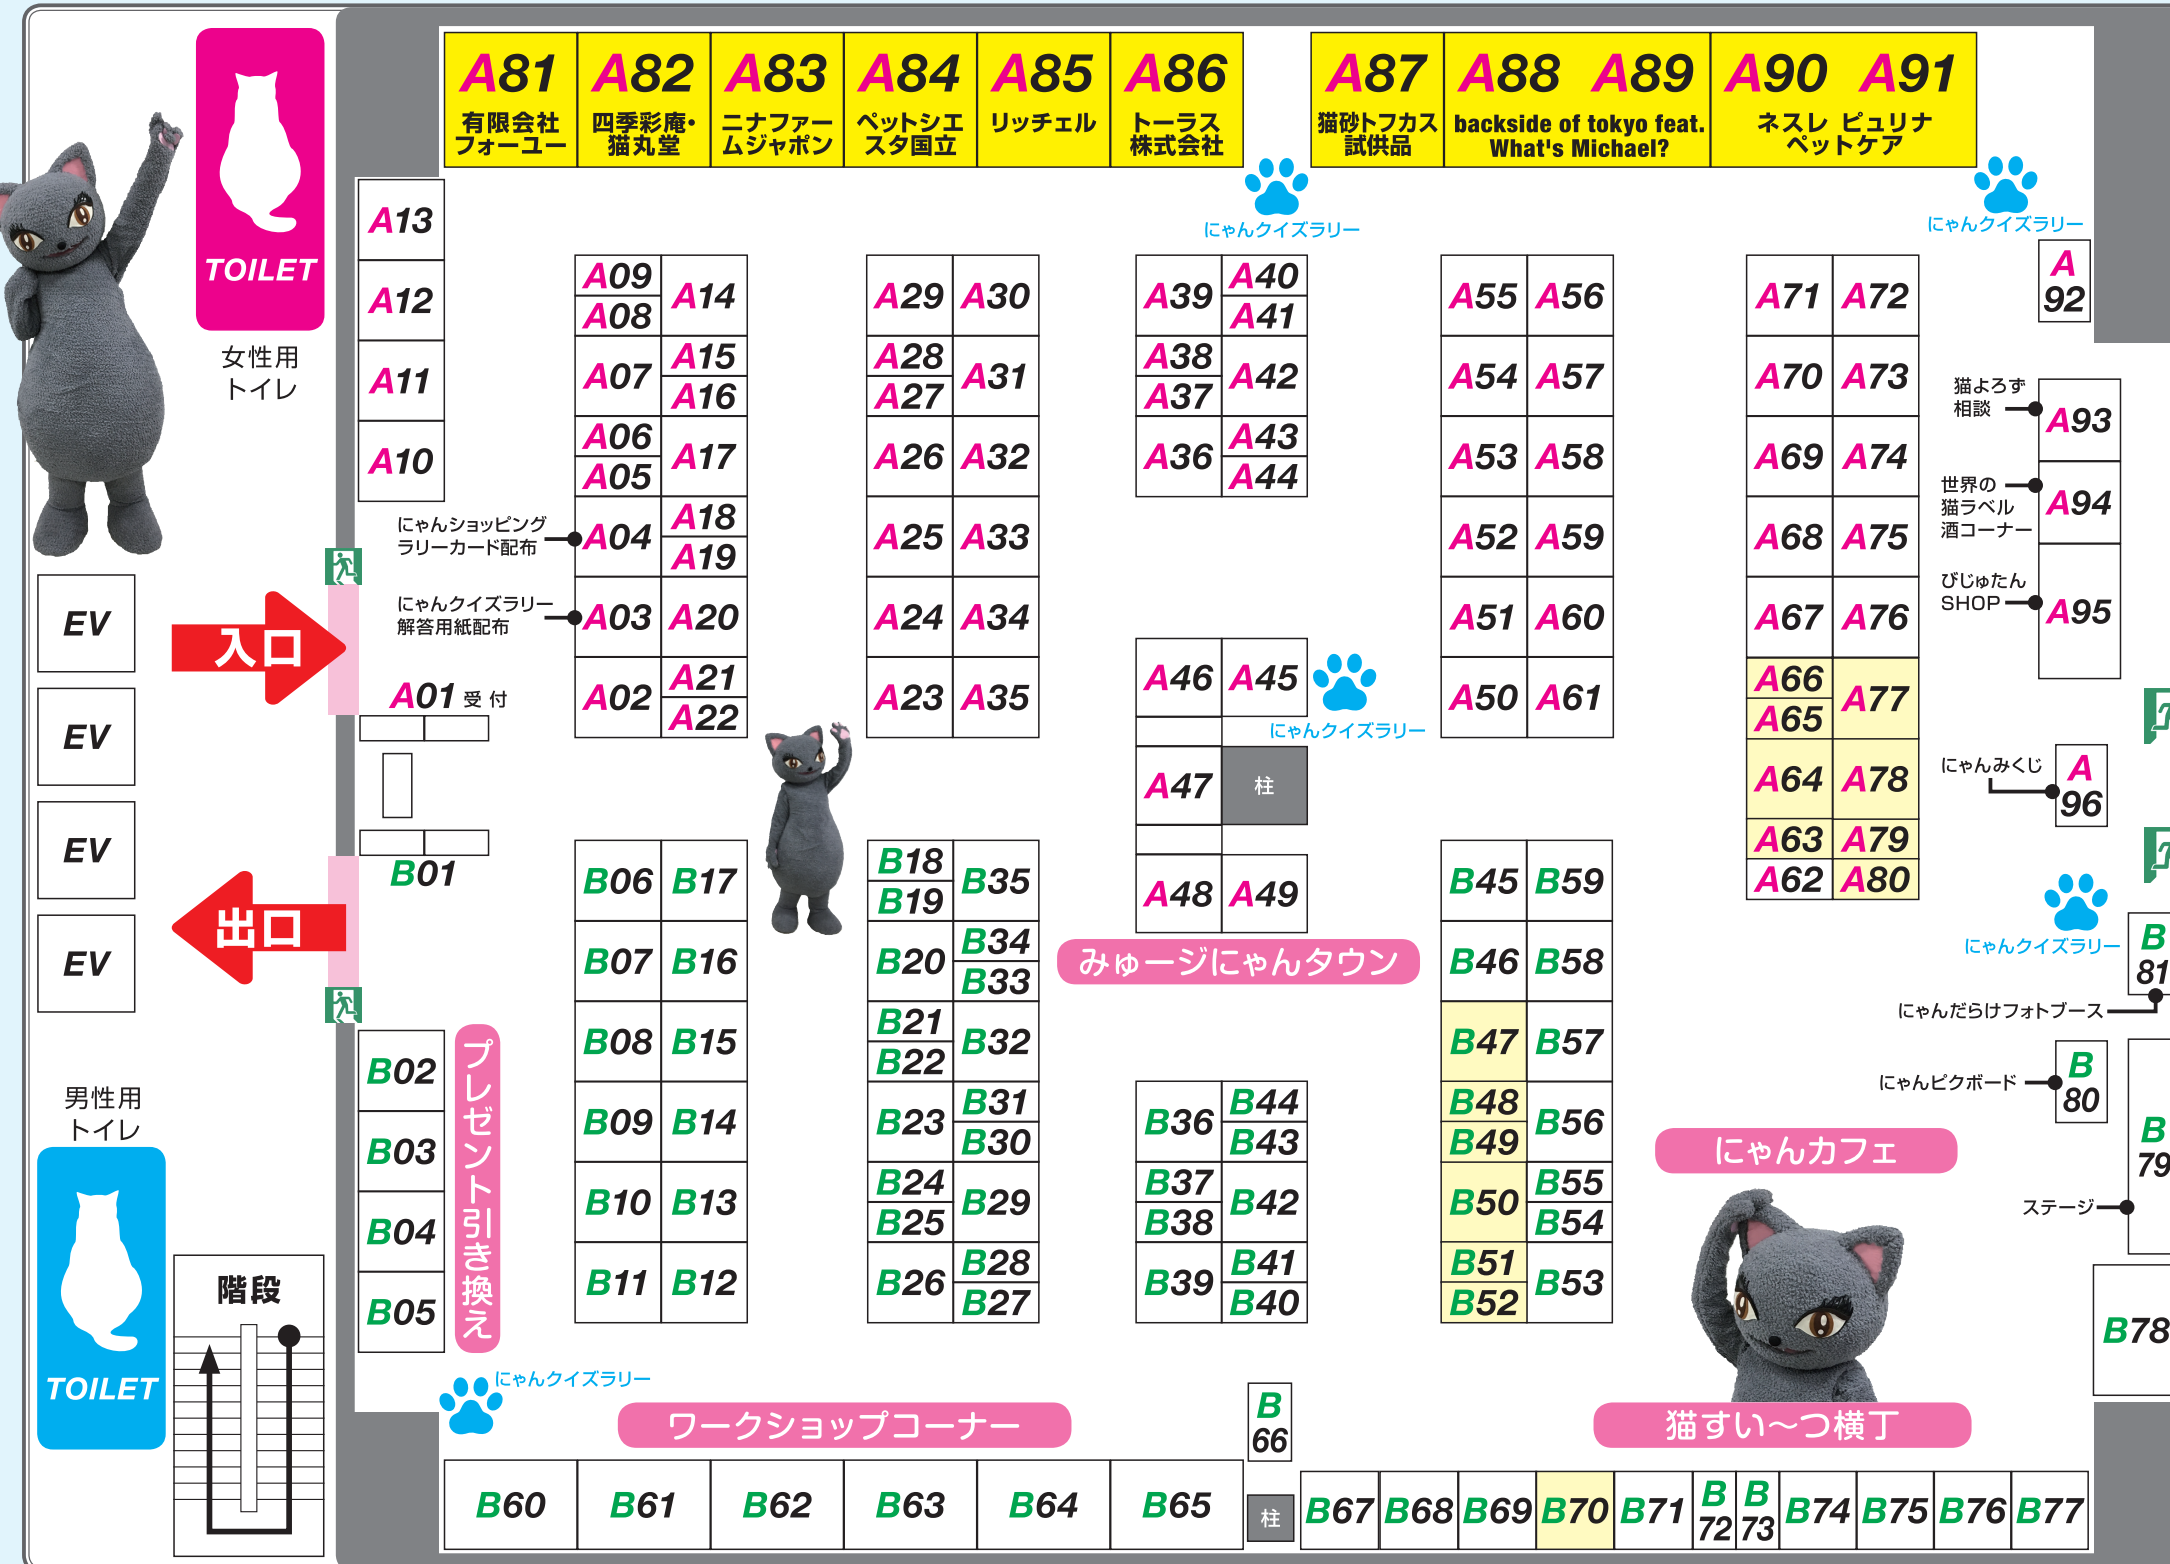 A81
有限会社
フォーユー
A82
四季彩庵・
猫丸堂
A83
ニナファー
ムジャポン
A84
ペットシエ
スタ国立
A85
リッチェル
A86
トーラス
株式会社
A87
猫砂トフカス
試供品
A88 A89
backside of tokyo feat.
What's Michael?
A90 A91
ネスレ ピュリナ
ペットケア
TOILET
女性用
トイレ
にゃんクイズラリー
にゃんクイズラリー
A13
A12
A11
A10
A09
A08
A07
A06
A05
A04
A03
A02
A14
A15
A16
A17
A18
A19
A20
A21
A22
にゃんショッピング
ラリーカード配布
にゃんクイズラリー
解答用紙配布
A01 受付
A29
A28
A27
A26
A25
A24
A23
A30
A31
A32
A33
A34
A35
A39
A38
A37
A36
A40
A41
A42
A43
A44
A46
A45
A47
柱
A48
A49
にゃんクイズラリー
みゅージにゃんタウン
A55
A54
A53
A52
A51
A50
A56
A57
A58
A59
A60
A61
A71
A70
A69
A68
A67
A66
A65
A64
A63
A62
A72
A73
A74
A75
A76
A77
A78
A79
A80
A
92
猫よろず
相談
A93
世界の
猫ラベル
酒コーナー
A94
びじゅたん
SHOP
A95
にゃんみくじ
A
96
にゃんクイズラリー
EV
EV
EV
EV
入口
出口
B01
B02
B03
B04
B05
プレゼント引き換え
男性用
トイレ
TOILET
階段
B06
B07
B08
B09
B10
B11
B17
B16
B15
B14
B13
B12
B18
B19
B20
B21
B22
B23
B24
B25
B26
B35
B34
B33
B32
B31
B30
B29
B28
B27
B36
B37
B38
B39
B44
B43
B42
B41
B40
B45
B46
B47
B48
B49
B50
B51
B52
B59
B58
B57
B56
B55
B54
B53
B
81
にゃんだらけフォトブース
にゃんピクボード
B
80
B
79
ステージ
にゃんカフェ
B78
にゃんクイズラリー
ワークショップコーナー
猫すい〜つ横丁
B60
B61
B62
B63
B64
B65
B
66
柱
B67
B68
B69
B70
B71
B
72
B
73
B74
B75
B76
B77